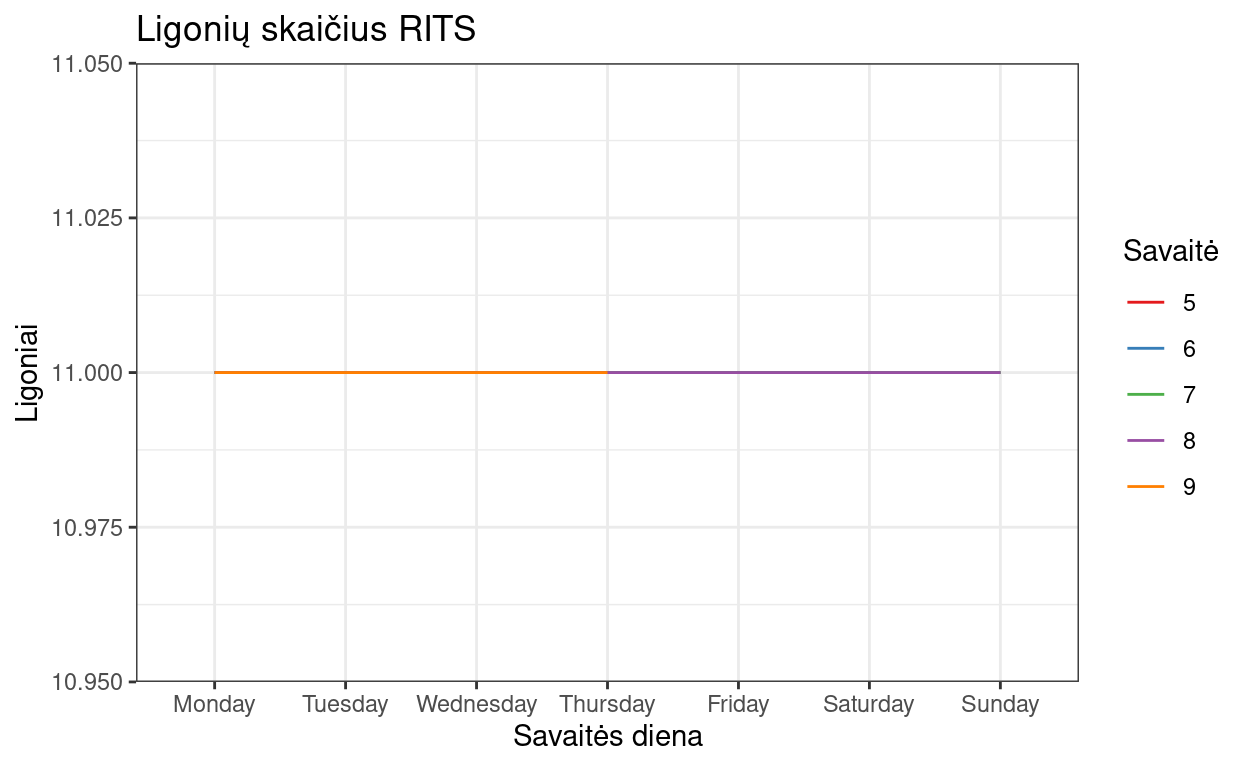 Ligonių skaičius RITS
11.050
11.025
11.000
10.975
10.950
Ligoniai
Monday Tuesday Wednesday Thursday Friday Saturday Sunday
Savaitės diena
Savaitė
5
6
7
8
9